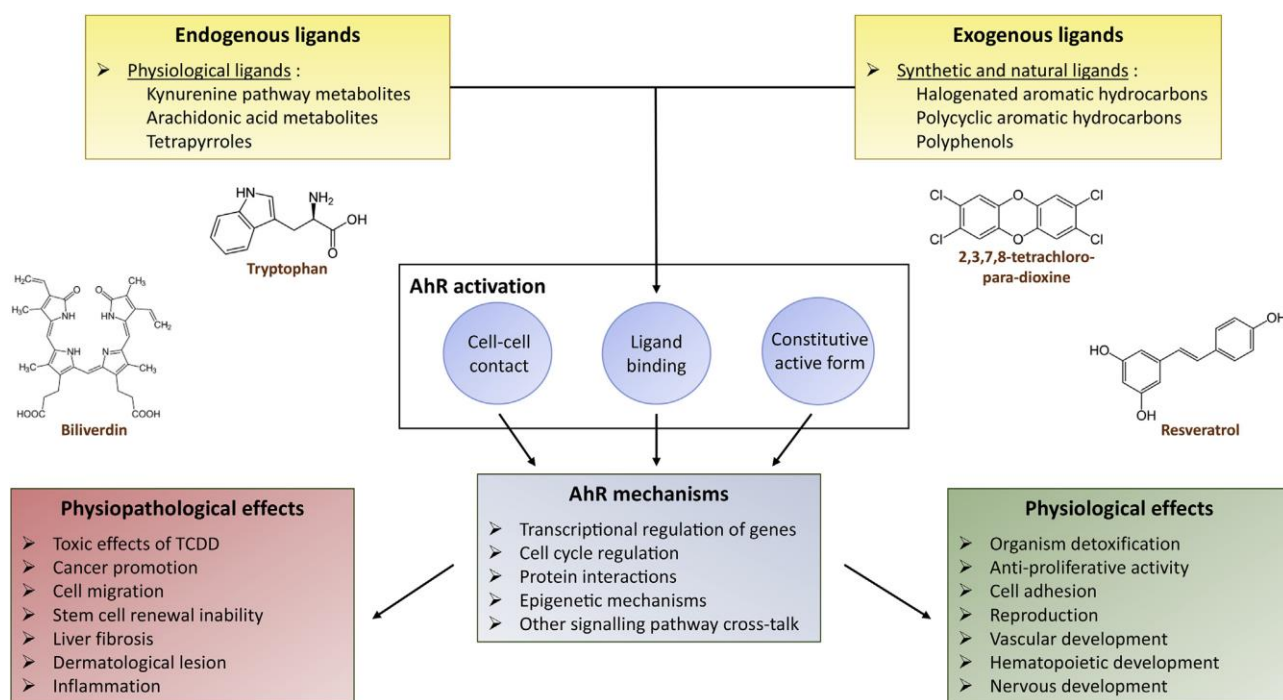 Endogenous ligands
➢ Physiological ligands :
Kynurenine pathway metabolites
Arachidonic acid metabolites
Tetrapyrroles
Exogenous ligands
➢ Synthetic and natural ligands :
Halogenated aromatic hydrocarbons
Polycyclic aromatic hydrocarbons
Polyphenols
HN
NH₂
OH
O
Tryptophan
Cl
O
Cl
Cl
O
Cl
2,3,7,8-tetrachloro-
para-dioxine
H₂C
O
O
CH₃
H₃C
NH
HN
CH₂
NH
N
H₃C
CH₃
HOOC
COOH
Biliverdin
AhR activation
Cell-cell
contact
Ligand
binding
Constitutive
active form
OH
HO
OH
Resveratrol
Physiopathological effects
➢ Toxic effects of TCDD
➢ Cancer promotion
➢ Cell migration
➢ Stem cell renewal inability
➢ Liver fibrosis
➢ Dermatological lesion
➢ Inflammation
AhR mechanisms
➢ Transcriptional regulation of genes
➢ Cell cycle regulation
➢ Protein interactions
➢ Epigenetic mechanisms
➢ Other signalling pathway cross-talk
Physiological effects
➢ Organism detoxification
➢ Anti-proliferative activity
➢ Cell adhesion
➢ Reproduction
➢ Vascular development
➢ Hematopoietic development
➢ Nervous development